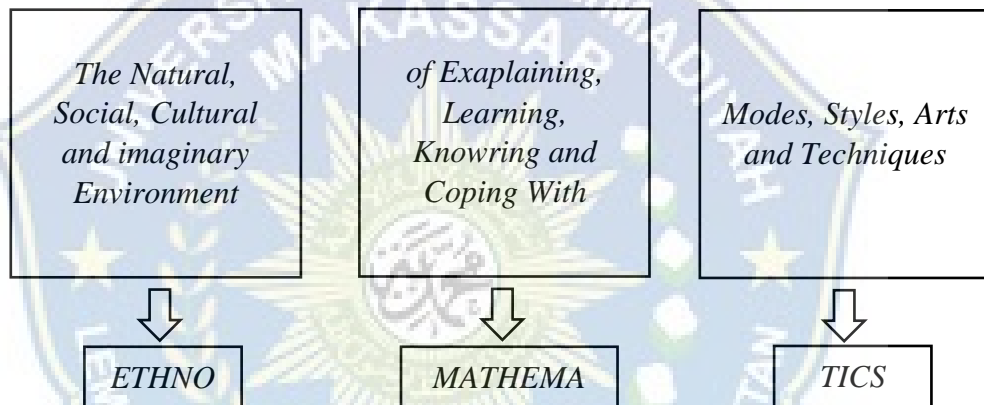 The Natural,
Social, Cultural
and imaginary
Environment
of Exaplaining,
Learning,
Knowring and
Coping With
Modes, Styles, Arts
and Techniques
ETHNO
MATHEMA
TICS
MAKASSAR